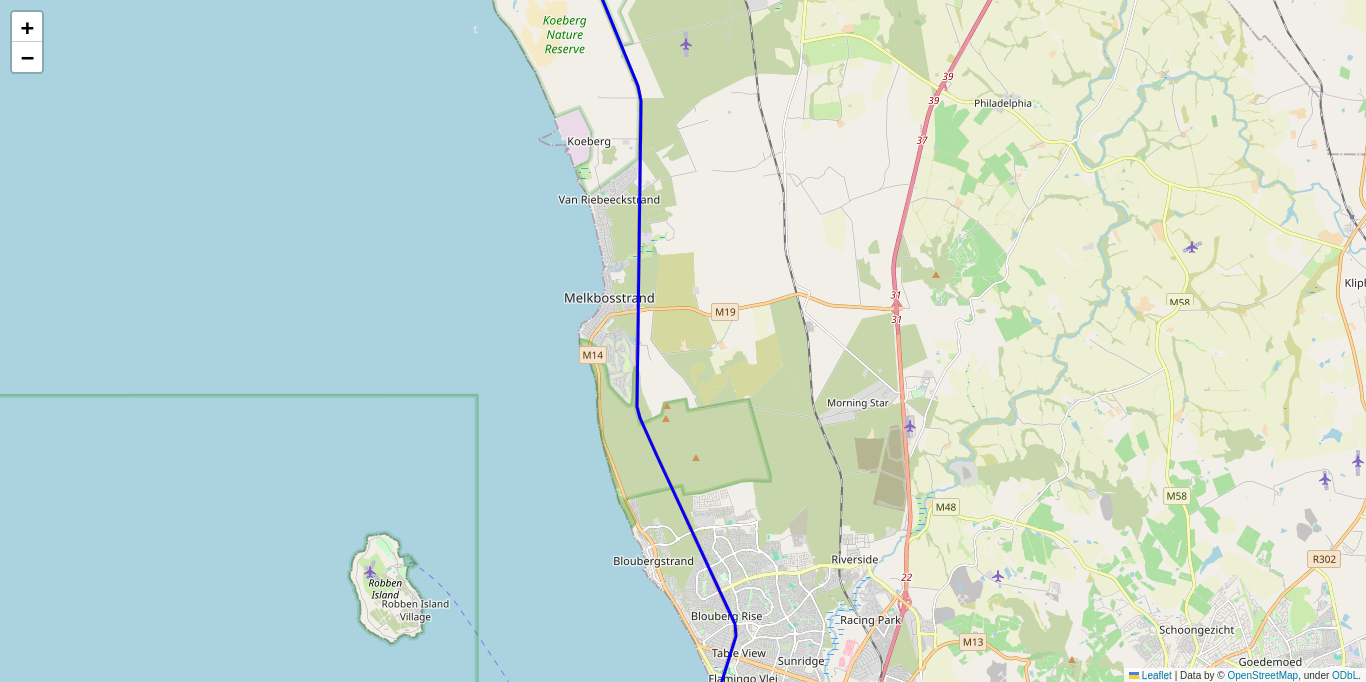 +
−
Koeberg
Nature
Reserve
39
39
Philadelphia
37
Koeberg
Van Riebeeckstrand
31
Melkbosstrand
M19
31
M58
Klip
M14
Morning Star
M58
M48
R302
Bloubergstrand
Riverside
22
Robben
Island
Robben Island
Village
Blouberg Rise
Racing Park
Schoongezicht
M13
Table View
Sunridge
Goedemoed
Flamingo Vlei
Leaflet | Data by © OpenStreetMap, under ODbL.